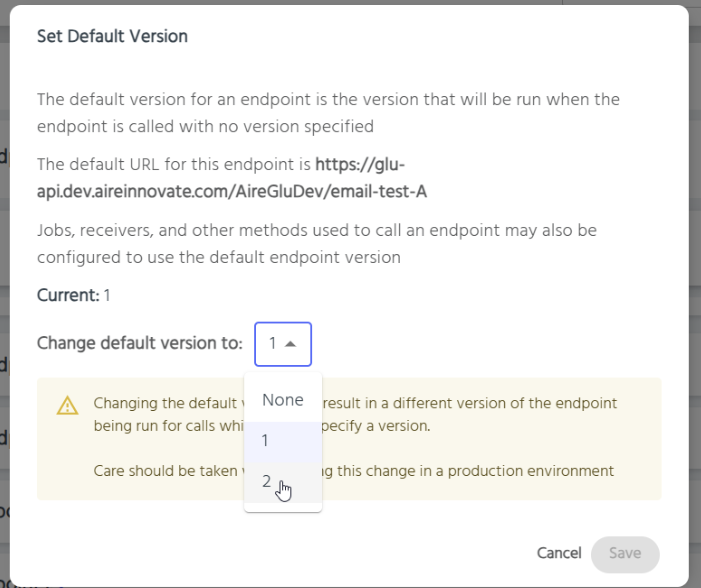 Set Default Version
The default version for an endpoint is the version that will be run when the
endpoint is called with no version specified
The default URL for this endpoint is https://glu-
api.dev.aireinnovate.com/AireGluDev/email-test-A
Jobs, receivers, and other methods used to call an endpoint may also be
configured to use the default endpoint version
Current: 1
Change default version to: 1
None
1
2
Changing the default result in a different version of the endpoint
being run for calls specify a version.
Care should be taken this change in a production environment
Cancel Save